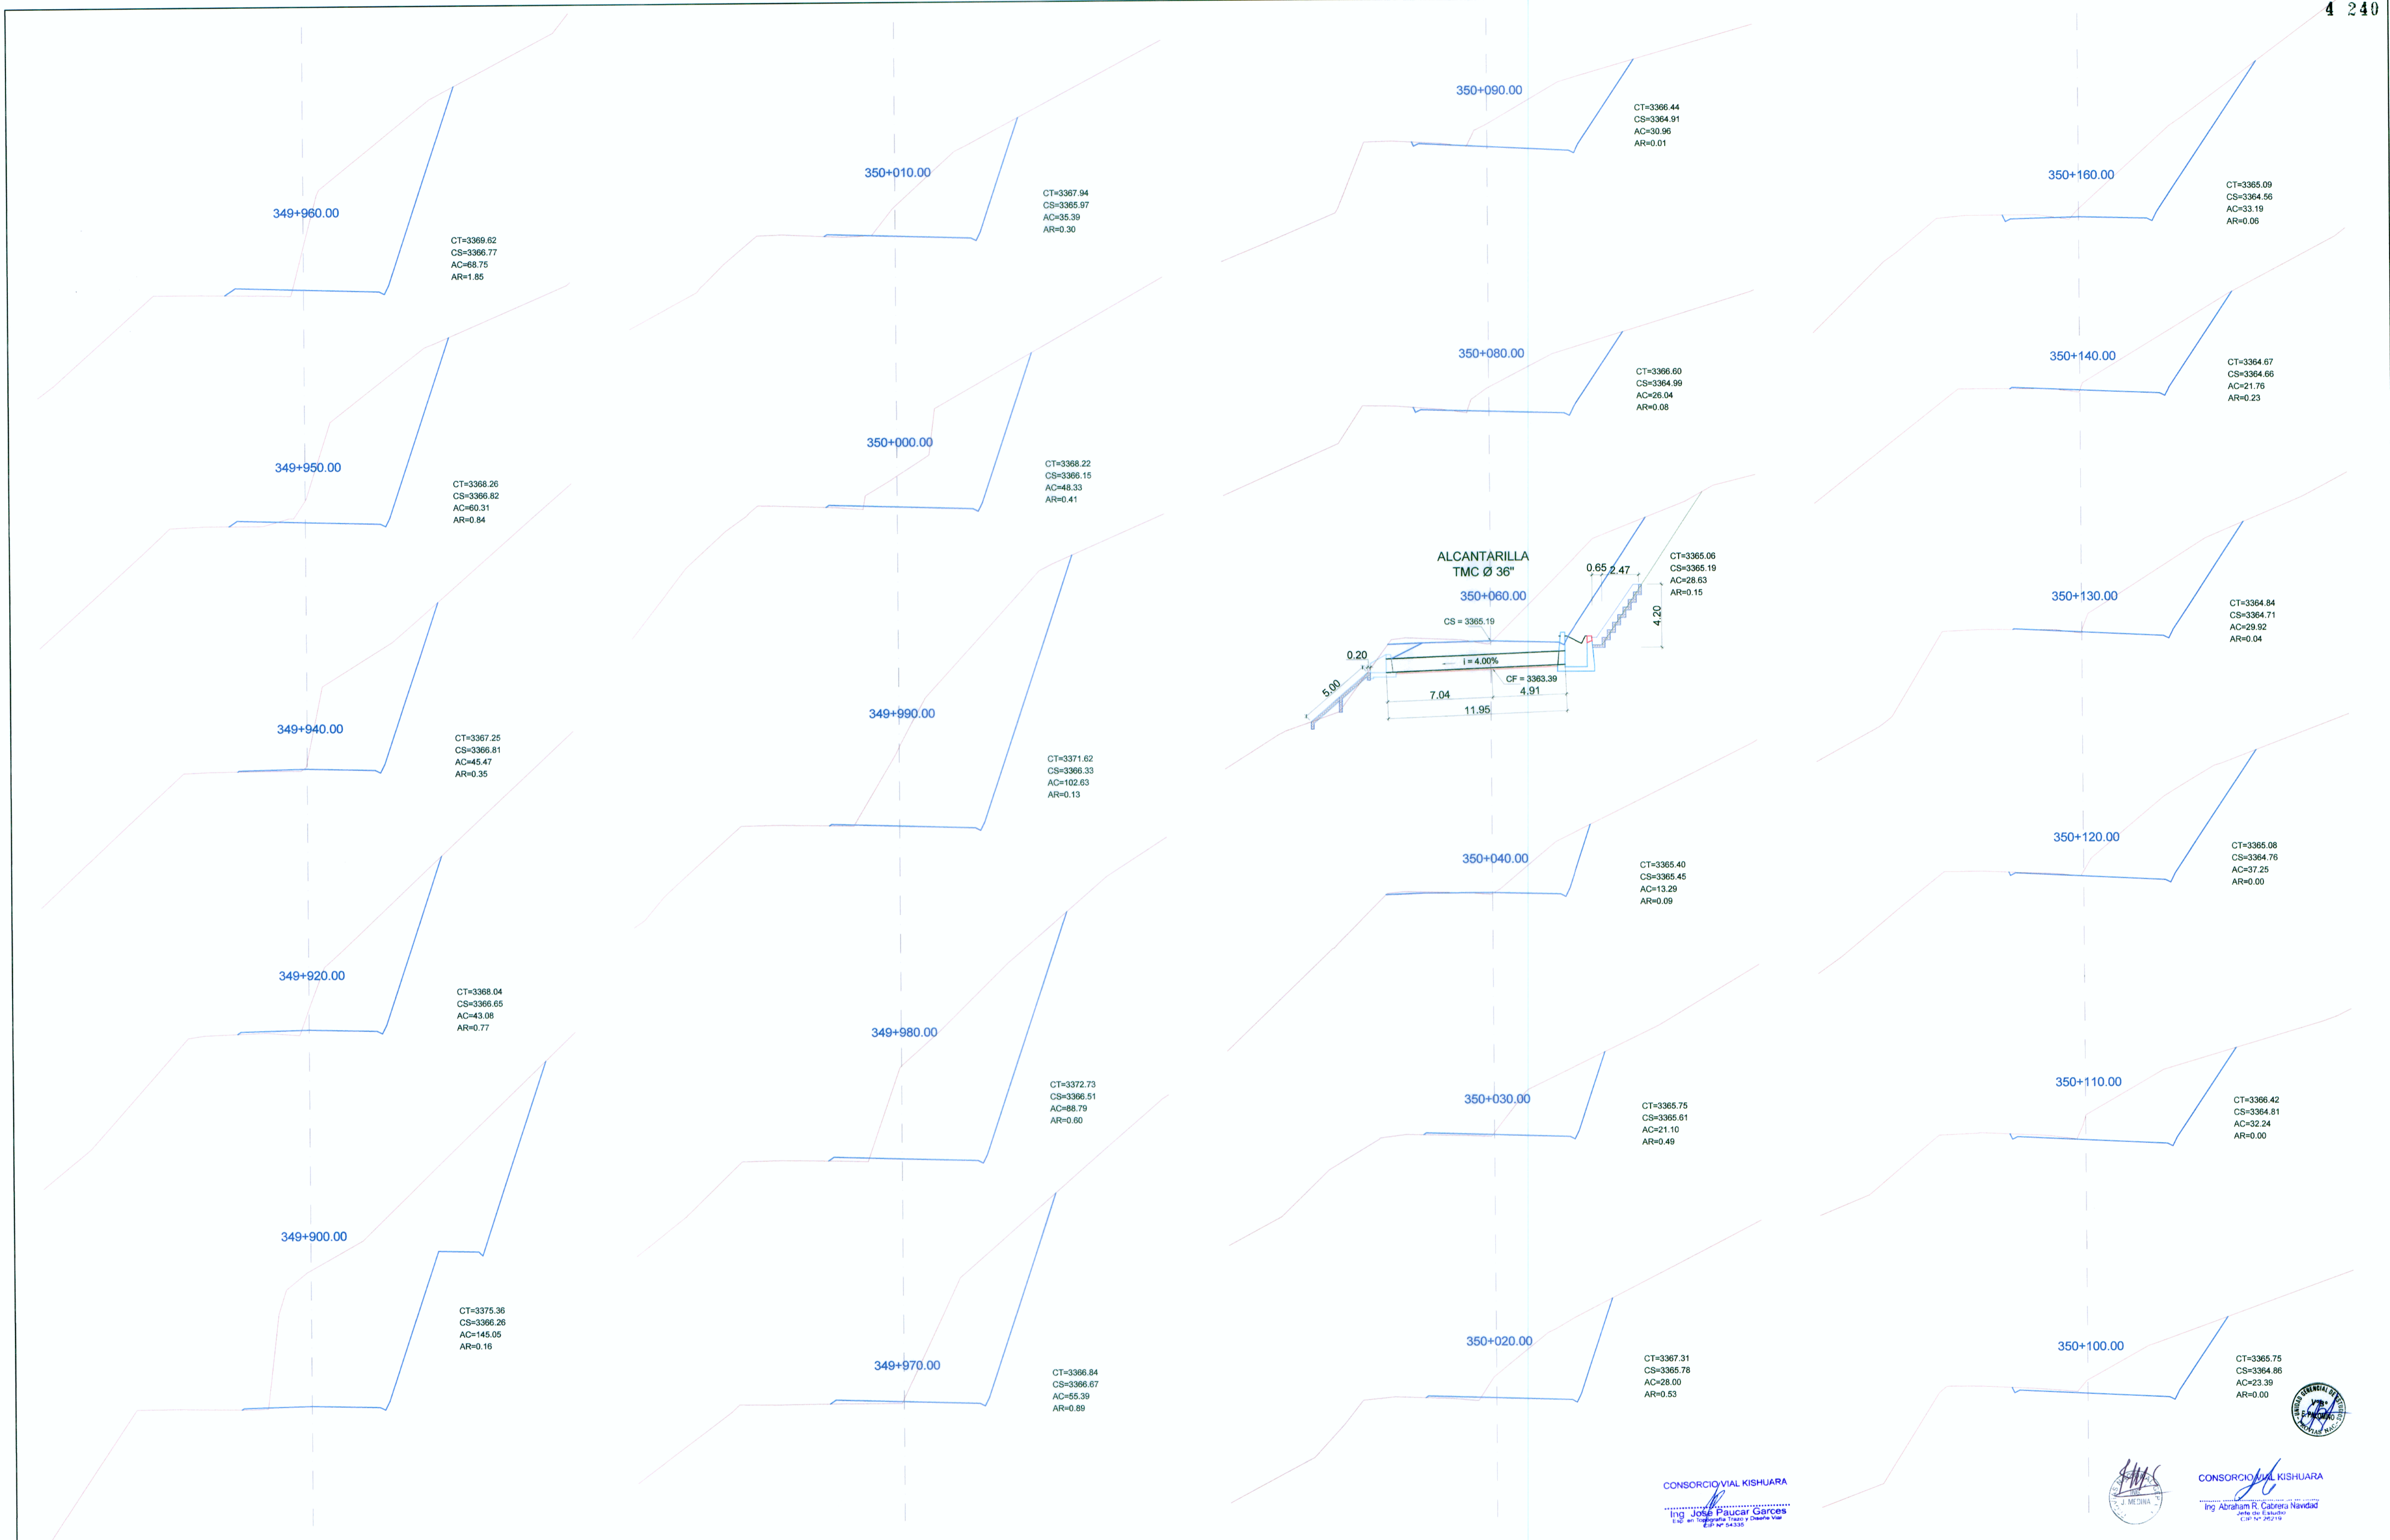 4 240
349+960.00
CT=3369.62
CS=3366.77
AC=68.75
AR=1.85
349+950.00
CT=3368.26
CS=3366.82
AC=60.31
AR=0.84
349+940.00
CT=3367.25
CS=3366.81
AC=45.47
AR=0.35
349+920.00
CT=3368.04
CS=3366.65
AC=43.08
AR=0.77
349+900.00
CT=3375.36
CS=3366.26
AC=145.05
AR=0.16
350+010.00
CT=3367.94
CS=3365.97
AC=35.39
AR=0.30
350+000.00
CT=3368.22
CS=3366.15
AC=48.33
AR=0.41
349+990.00
CT=3371.62
CS=3366.33
AC=102.63
AR=0.13
349+980.00
CT=3372.73
CS=3366.51
AC=88.79
AR=0.60
349+970.00
CT=3366.84
CS=3366.67
AC=55.39
AR=0.89
350+090.00
CT=3366.44
CS=3364.91
AC=30.96
AR=0.01
350+080.00
CT=3366.60
CS=3364.99
AC=26.04
AR=0.08
ALCANTARILLA
TMC Ø 36"
350+060.00
CT=3365.06
CS=3365.19
AC=28.63
AR=0.15
0.65
2.47
4.20
CS = 3365.19
0.20
i = 4.00%
5.00
CF = 3363.39
7.04
4.91
11.95
350+040.00
CT=3365.40
CS=3365.45
AC=13.29
AR=0.09
350+030.00
CT=3365.75
CS=3365.61
AC=21.10
AR=0.49
350+020.00
CT=3367.31
CS=3365.78
AC=28.00
AR=0.53
350+160.00
CT=3365.09
CS=3364.56
AC=33.19
AR=0.06
350+140.00
CT=3364.67
CS=3364.66
AC=21.76
AR=0.23
350+130.00
CT=3364.84
CS=3364.71
AC=29.92
AR=0.04
350+120.00
CT=3365.08
CS=3364.76
AC=37.25
AR=0.00
350+110.00
CT=3366.42
CS=3364.81
AC=32.24
AR=0.00
350+100.00
CT=3365.75
CS=3364.86
AC=23.39
AR=0.00
UNIDAD GERENCIAL DE ESTUDIOS
PROVIAS NAC
CONSORCIO VIAL KISHUARA
Ing José Paucar Garces
Esp. en Topografía Trazo y Diseño Vial
CIP Nº 54335
J. MEDINA
CONSORCIO VIAL KISHUARA
Ing Abraham R. Cabrera Navidad
Jefe de Estudio
CIP Nº 26219